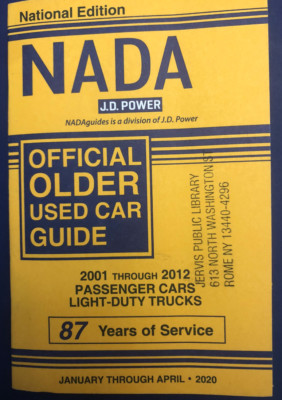 National Edition
NADA
J.D. POWER
NADAguides is a division of J.D. Power
OFFICIAL
OLDER
USED CAR
GUIDE
JERVIS PUBLIC LIBRARY
613 NORTH WASHINGTON ST
ROME NY 13440-4296
2001 THROUGH 2012
PASSENGER CARS
LIGHT-DUTY TRUCKS
87 Years of Service
JANUARY THROUGH APRIL • 2020